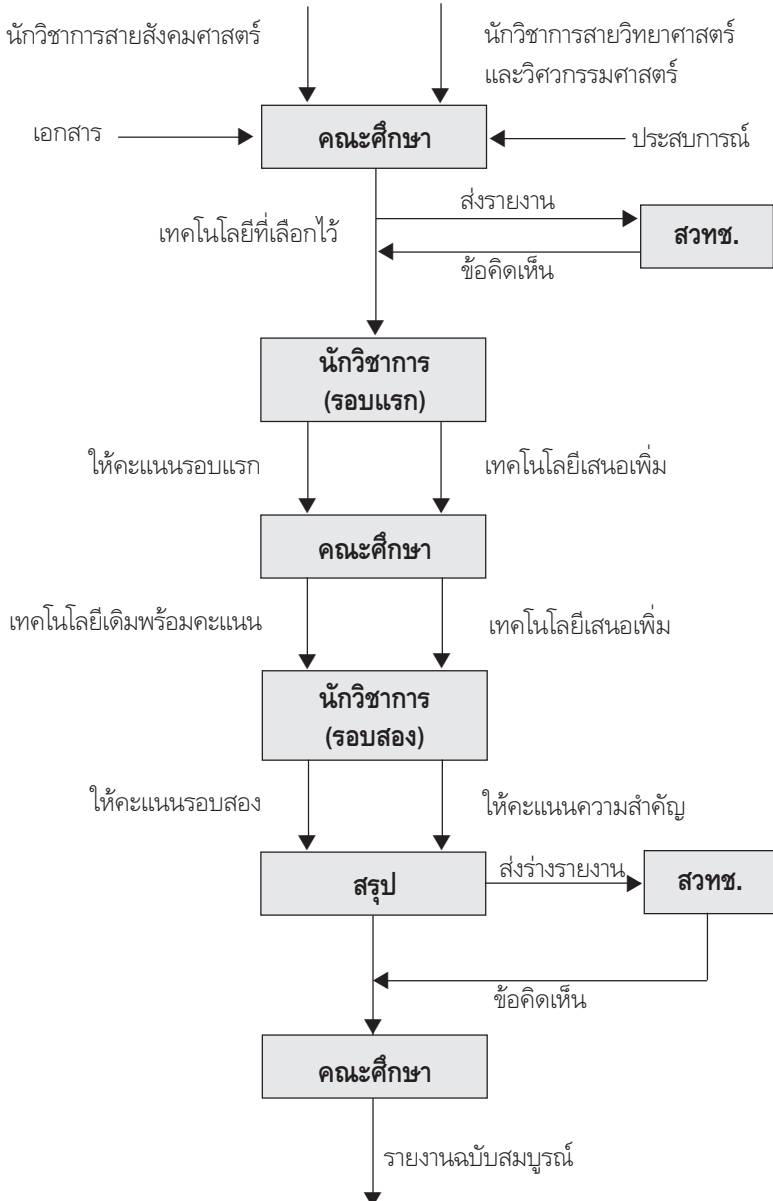 นักวิชาการสายสังคมศาสตร์
นักวิชาการสายวิทยาศาสตร์
และวิศวกรรมศาสตร์
เอกสาร
คณะศึกษา
ประสบการณ์
ส่งรายงาน
เทคโนโลยีที่เลือกไว้
สวทช.
ข้อคิดเห็น
นักวิชาการ
(รอบแรก)
ให้คะแนนรอบแรก
เทคโนโลยีเสนอเพิ่ม
คณะศึกษา
เทคโนโลยีเดิมพร้อมคะแนน
เทคโนโลยีเสนอเพิ่ม
นักวิชาการ
(รอบสอง)
ให้คะแนนรอบสอง
ให้คะแนนความสำคัญ
สรุป
ส่งร่างรายงาน
สวทช.
ข้อคิดเห็น
คณะศึกษา
รายงานฉบับสมบูรณ์